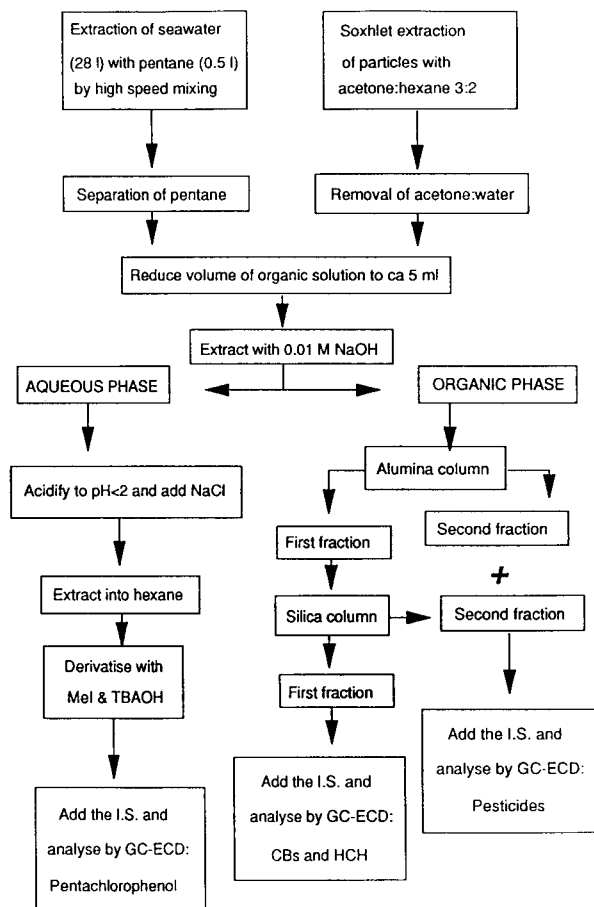 Extraction of seawater
(28 l) with pentane (0.5 l)
by high speed mixing
Soxhlet extraction
of particles with
acetone:hexane 3:2
Separation of pentane
Removal of acetone:water
Reduce volume of organic solution to ca 5 ml
Extract with 0.01 M NaOH
AQUEOUS PHASE
ORGANIC PHASE
Acidify to pH<2 and add NaCl
Alumina column
First fraction
Second fraction
+
Extract into hexane
Silica column
Second fraction
Derivatise with
MeI & TBAOH
First fraction
Add the I.S. and
analyse by GC-ECD:
Pentachlorophenol
Add the I.S. and
analyse by GC-ECD:
CBs and HCH
Add the I.S. and
analyse by GC-ECD:
Pesticides